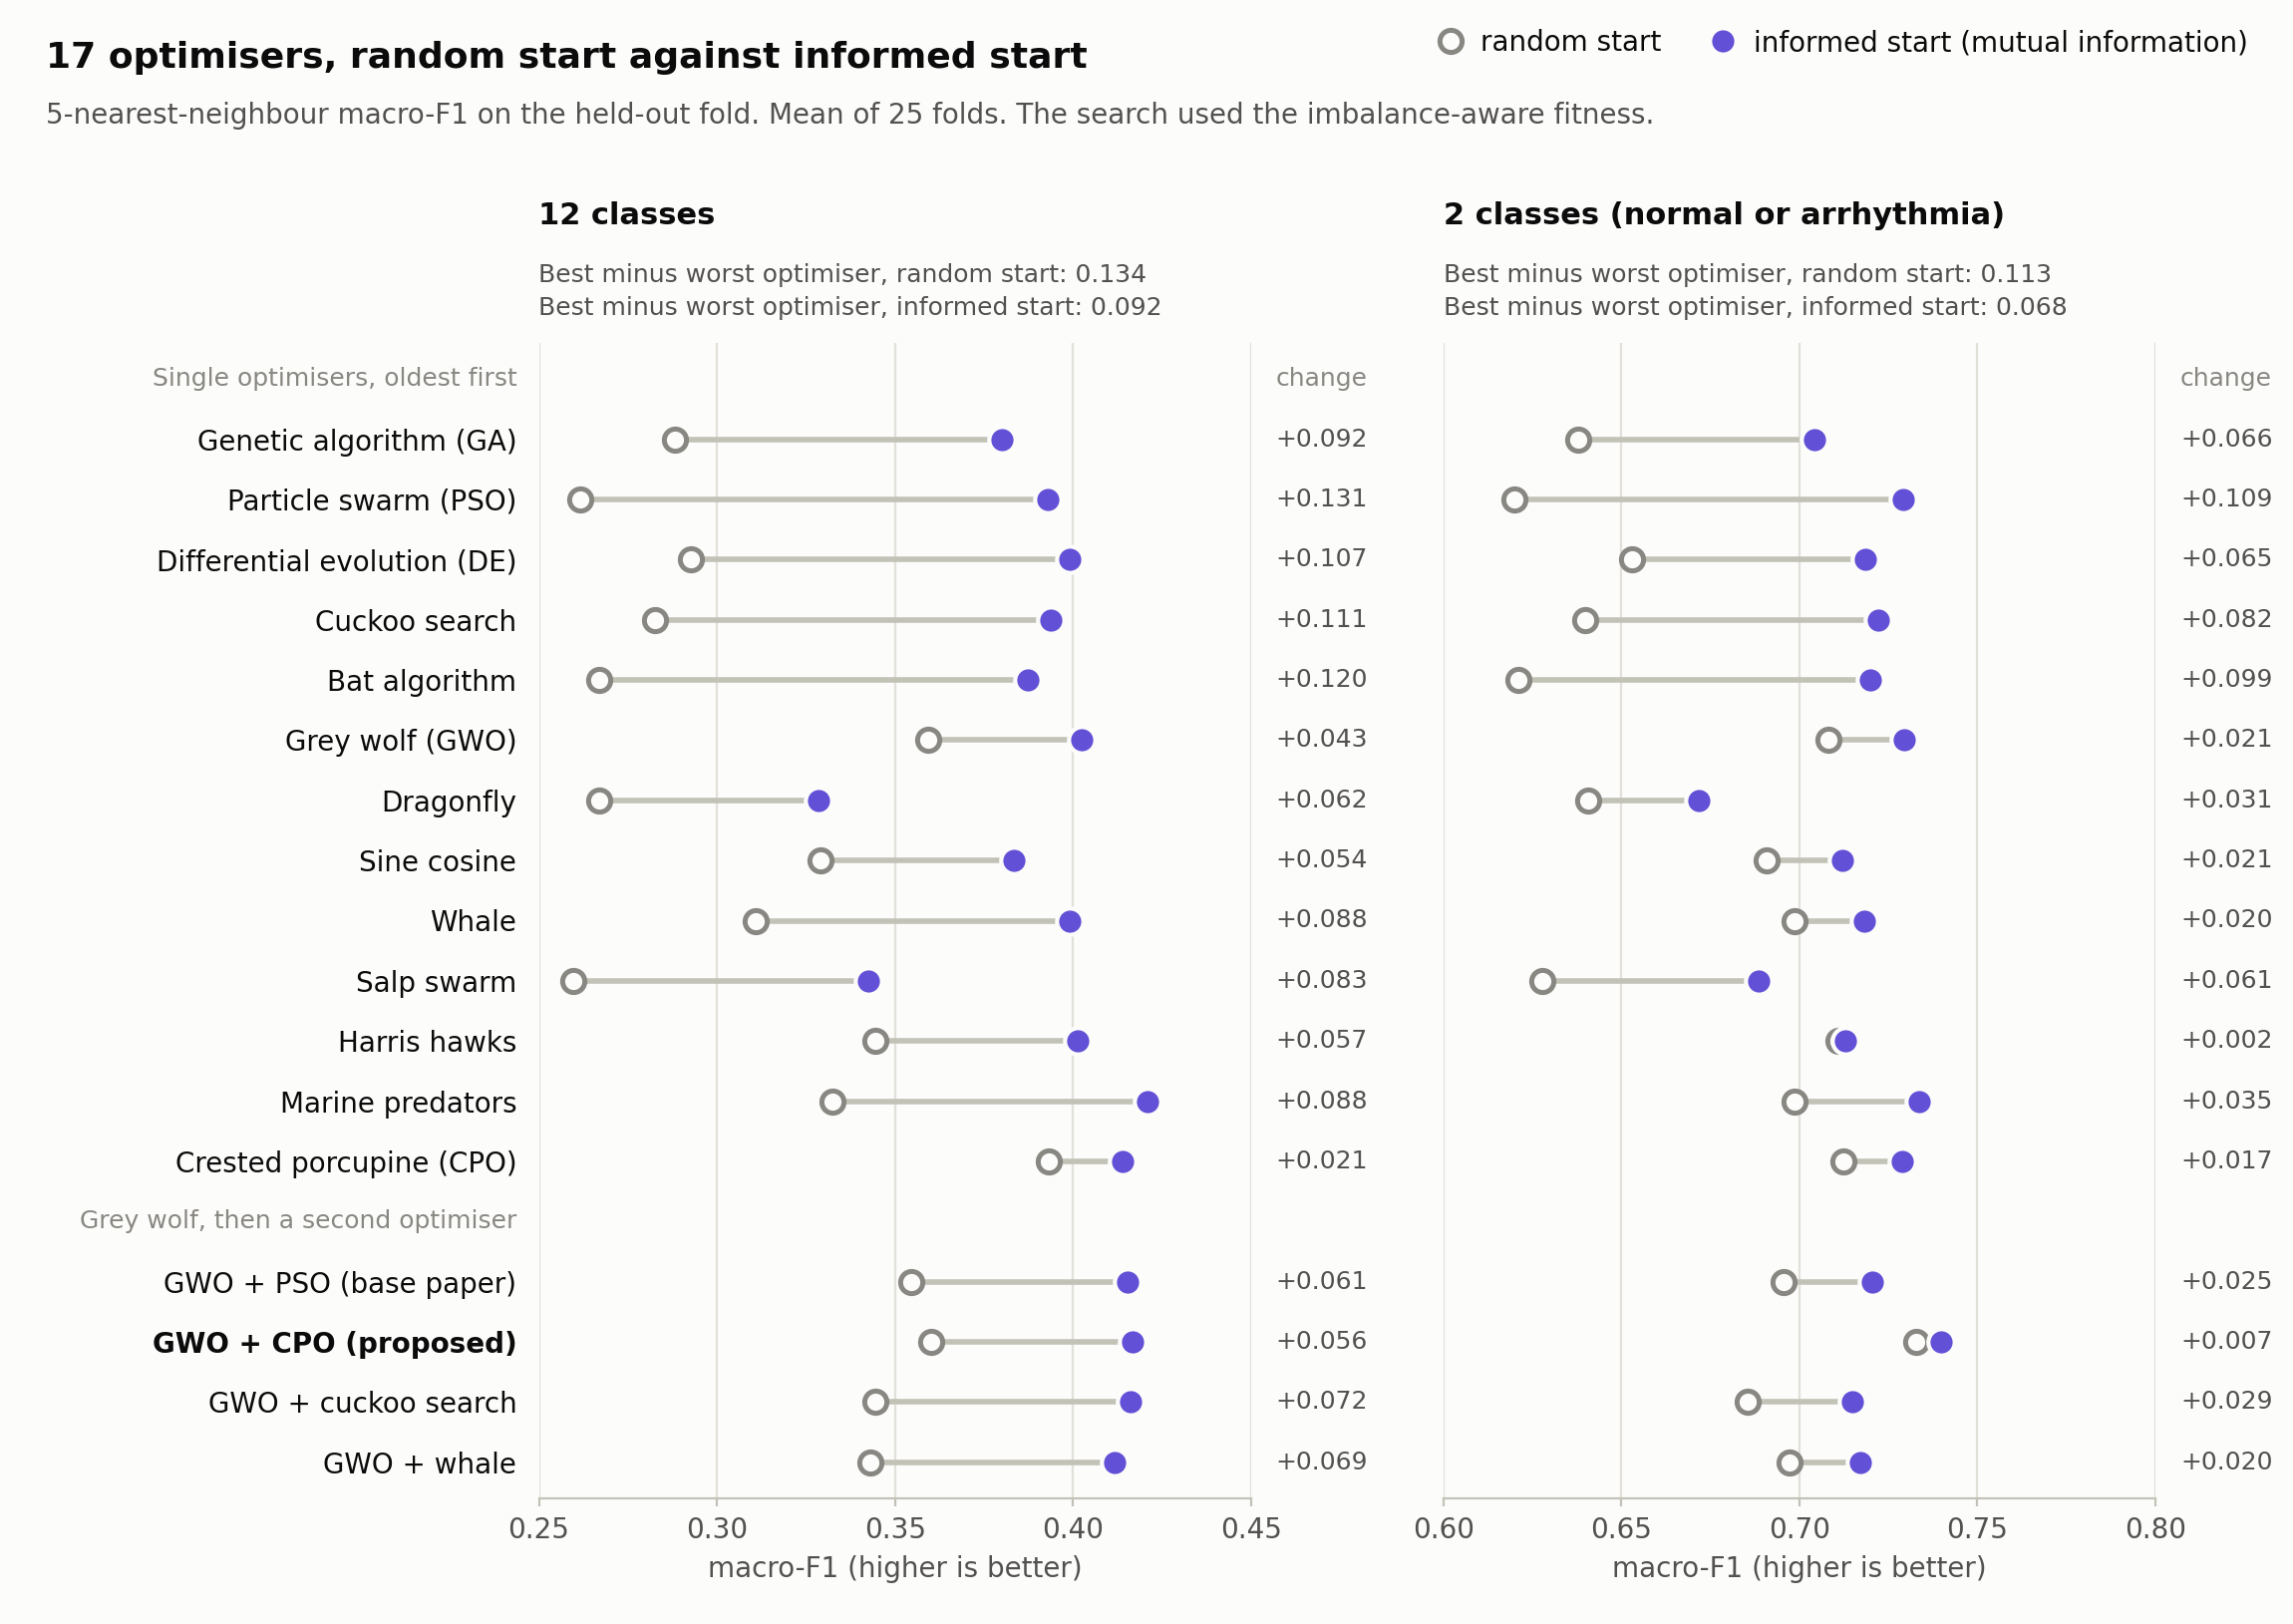 17 optimisers, random start against informed start
random start
informed start (mutual information)
5-nearest-neighbour macro-F1 on the held-out fold. Mean of 25 folds. The search used the imbalance-aware fitness.
12 classes
2 classes (normal or arrhythmia)
Best minus worst optimiser, random start: 0.134
Best minus worst optimiser, informed start: 0.092
Best minus worst optimiser, random start: 0.113
Best minus worst optimiser, informed start: 0.068
Single optimisers, oldest first change change
Genetic algorithm (GA) +0.092 +0.066
Particle swarm (PSO) +0.131 +0.109
Differential evolution (DE) +0.107 +0.065
Cuckoo search +0.111 +0.082
Bat algorithm +0.120 +0.099
Grey wolf (GWO) +0.043 +0.021
Dragonfly +0.062 +0.031
Sine cosine +0.054 +0.021
Whale +0.088 +0.020
Salp swarm +0.083 +0.061
Harris hawks +0.057 +0.002
Marine predators +0.088 +0.035
Crested porcupine (CPO) +0.021 +0.017
Grey wolf, then a second optimiser
GWO + PSO (base paper) +0.061 +0.025
GWO + CPO (proposed) +0.056 +0.007
GWO + cuckoo search +0.072 +0.029
GWO + whale +0.069 +0.020
0.25 0.30 0.35 0.40 0.45 0.60 0.65 0.70 0.75 0.80
macro-F1 (higher is better) macro-F1 (higher is better)